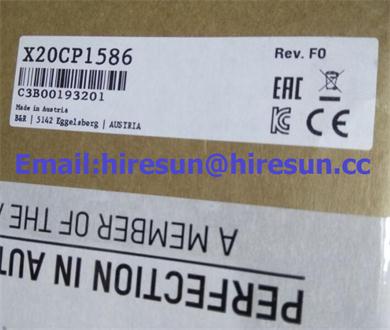 X20CP1586
Rev. F0
C3B00193201
EAC
Made in Austria
B&R | 5142 Eggelsberg | AUSTRIA
CE
Email:hiresun@hiresun.cc
A MEMBER OF THE
PERFECTION IN